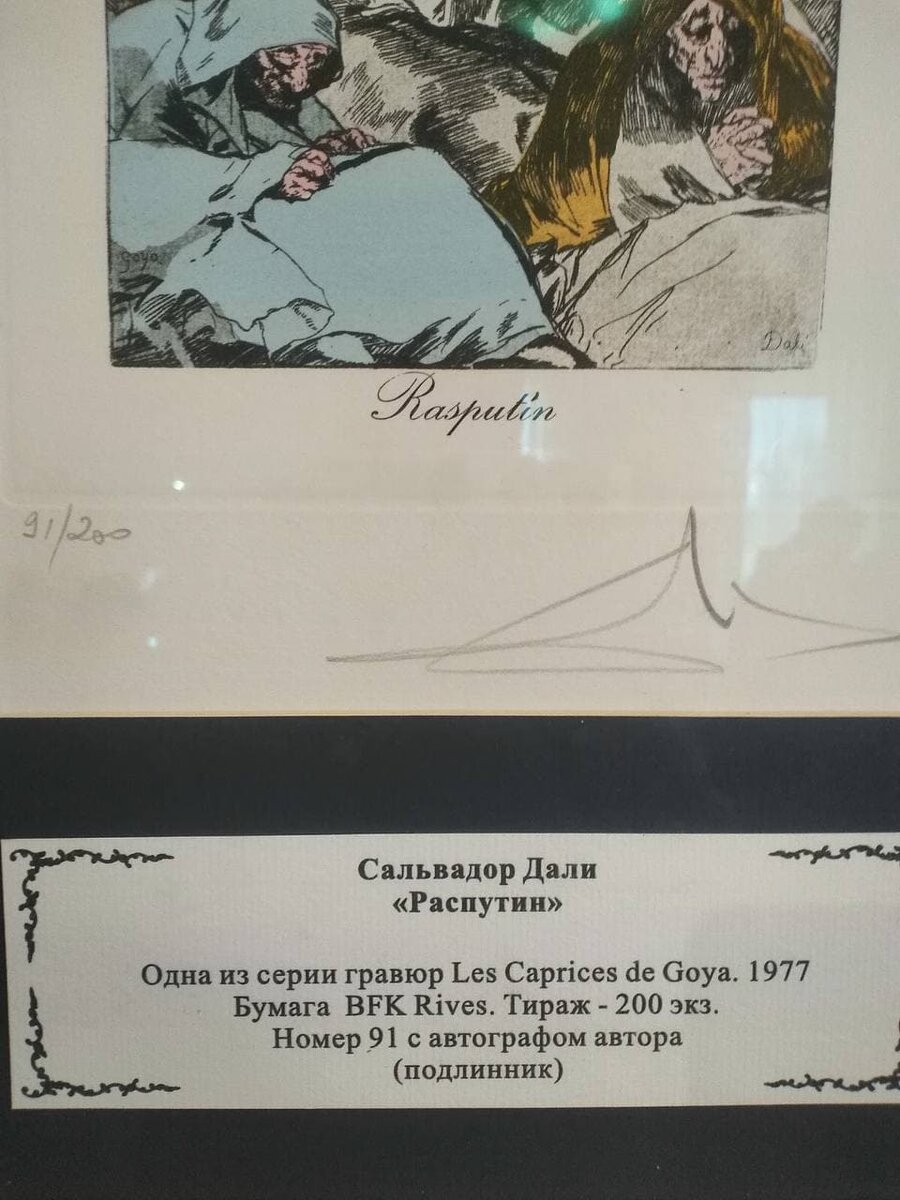 Goya
Dali
Rasputin
91/200
Сальвадор Дали
«Распутин»
Одна из серии гравюр Les Caprices de Goya. 1977
Бумага BFK Rives. Тираж - 200 экз.
Номер 91 с автографом автора
(подлинник)